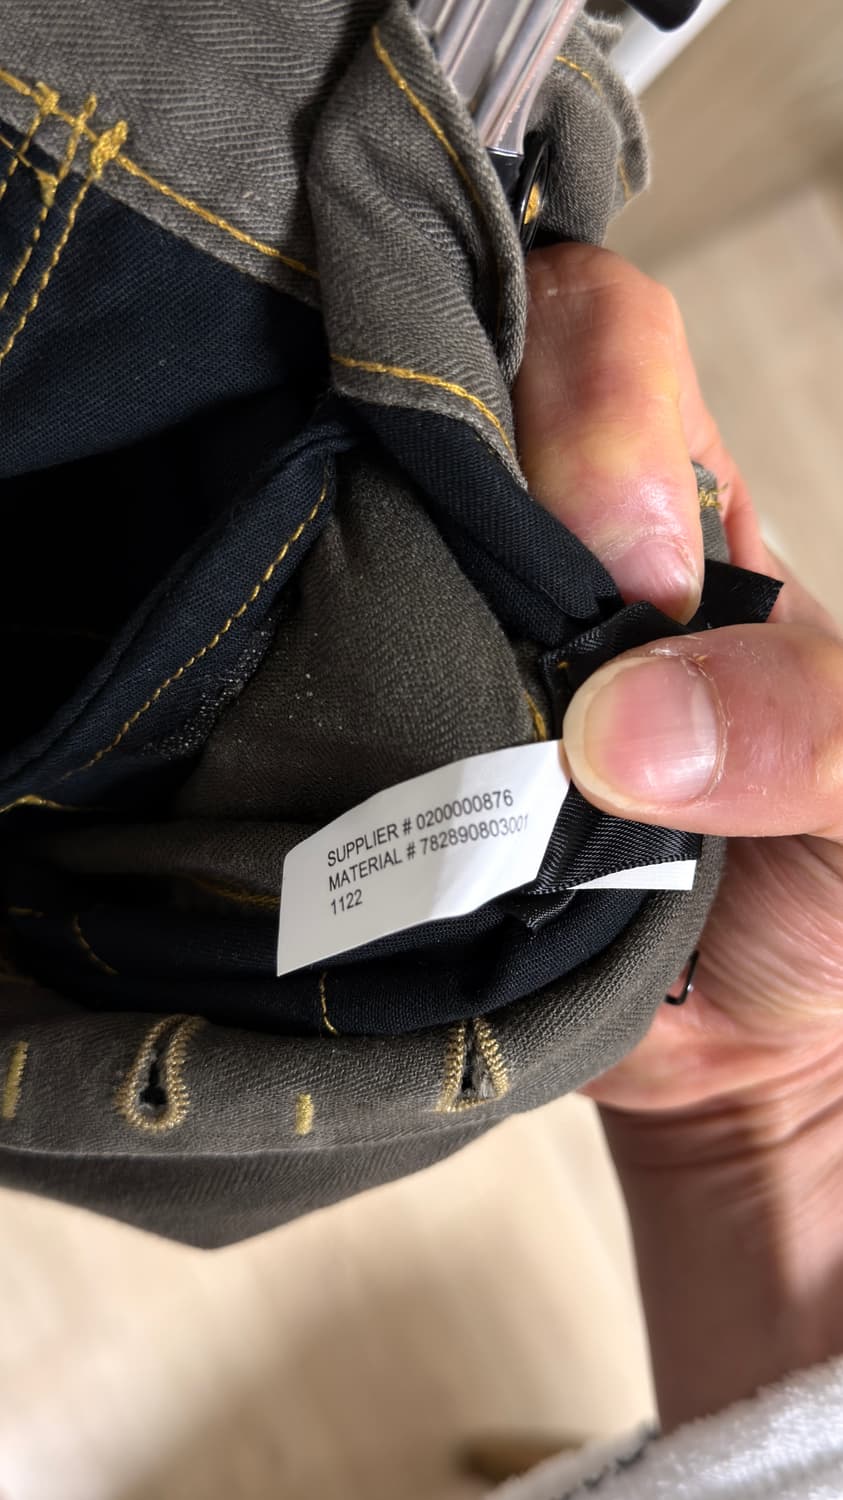 SUPPLIER # 0200000876
MATERIAL # 782890803001
1122